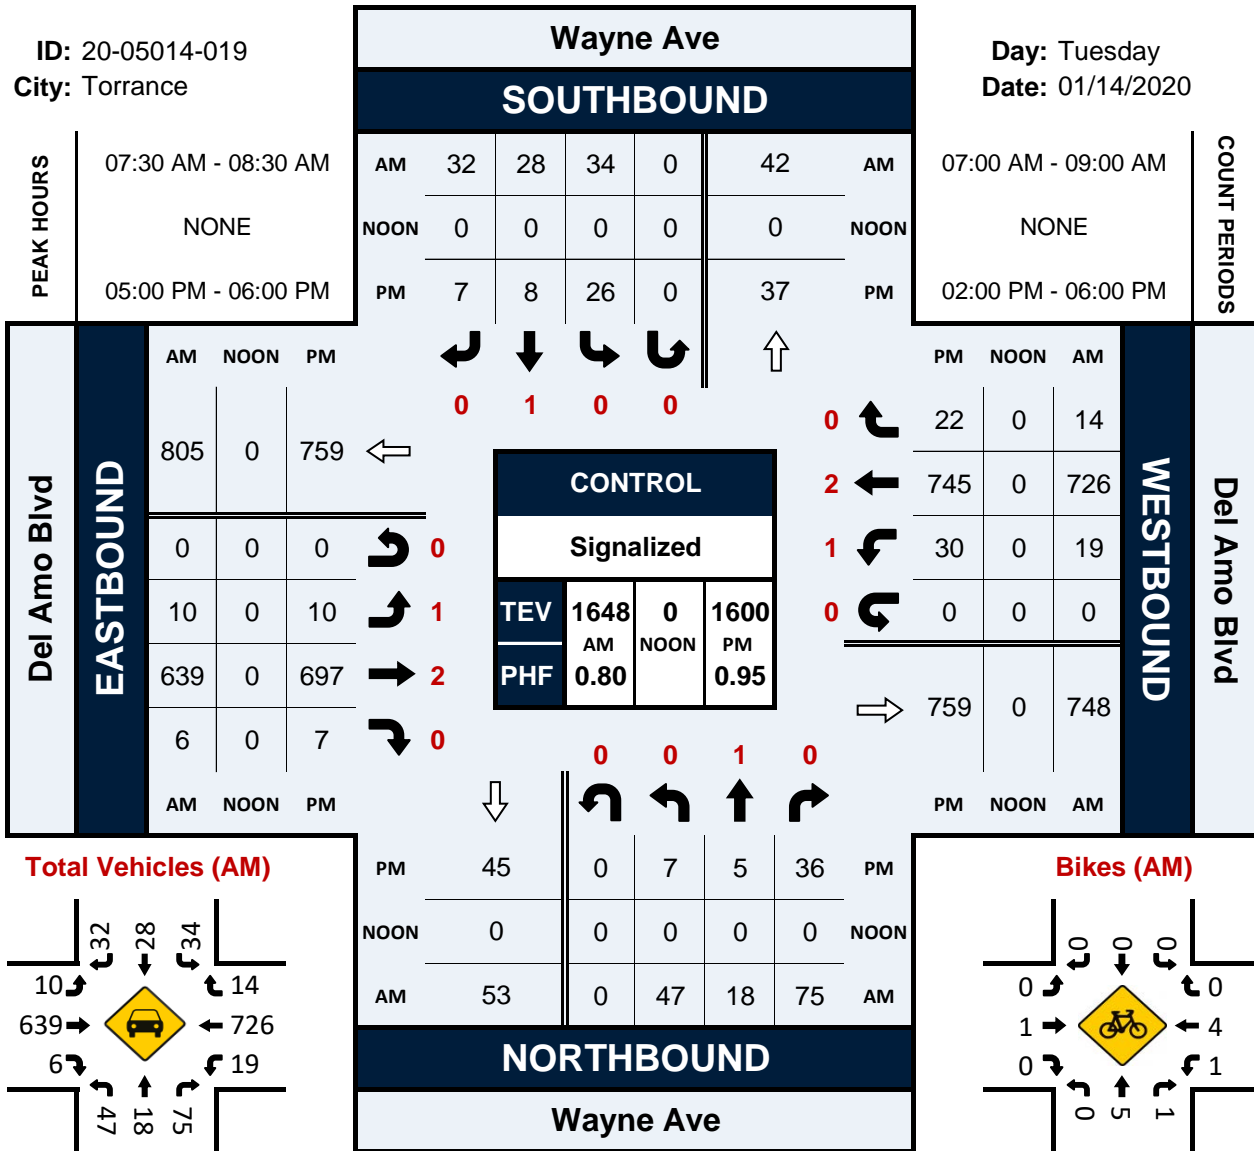 Wayne Ave
ID: 20-05014-019
Day: Tuesday
City: Torrance
Date: 01/14/2020
SOUTHBOUND
PEAK HOURS
07:30 AM - 08:30 AM
NONE
05:00 PM - 06:00 PM
AM 32 28 34 0 42 AM
NOON 0 0 0 0 0 NOON
PM 7 8 26 0 37 PM
07:00 AM - 09:00 AM
NONE
02:00 PM - 06:00 PM
COUNT PERIODS
0 1 0 0
Del Amo Blvd
EASTBOUND
AM NOON PM
805 0 759
0 0 0 0
10 0 10 1
639 0 697 2
6 0 7 0
AM NOON PM
CONTROL
Signalized
TEV 1648 0 1600
AM NOON PM
PHF 0.80 0.95
PM NOON AM
0 22 0 14
2 745 0 726
1 30 0 19
0 0 0 0
759 0 748
PM NOON AM
WESTBOUND
Del Amo Blvd
0 0 1 0
PM 45 0 7 5 36 PM
NOON 0 0 0 0 0 NOON
AM 53 0 47 18 75 AM
NORTHBOUND
Wayne Ave
Total Vehicles (AM)
32 28 34
10 14
639 726
6 19
47 18 75
Bikes (AM)
0 0 0
0 0
1 4
0 1
0 5 1